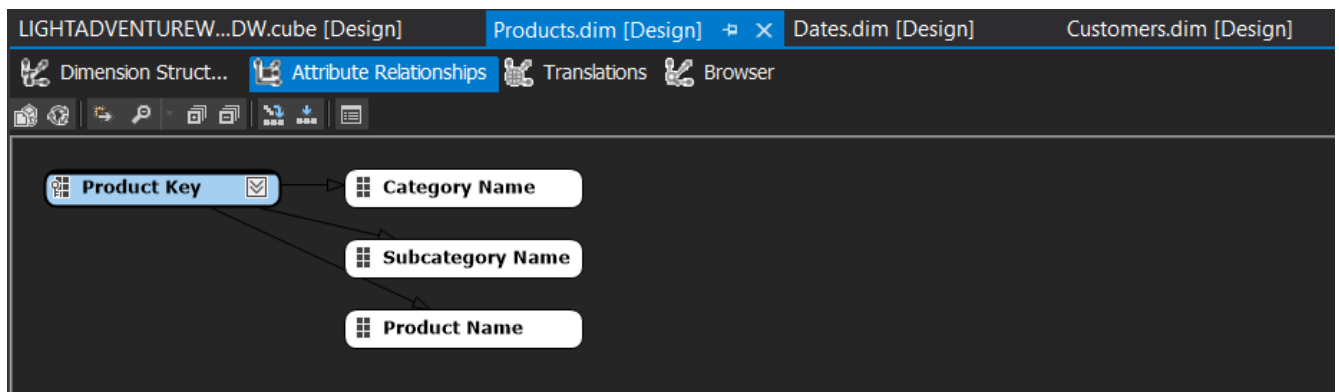 LIGHTADVENTUREW...DW.cube [Design] Products.dim [Design] Dates.dim [Design] Customers.dim [Design]
Dimension Struct... Attribute Relationships Translations Browser
Product Key Category Name
Subcategory Name
Product Name